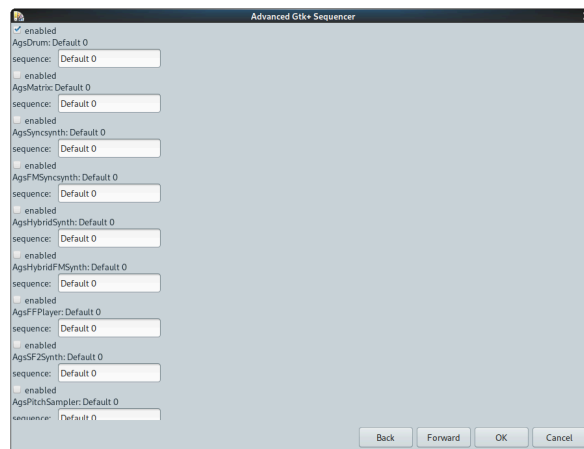 Advanced Gtk+ Sequencer
enabled
AgsDrum: Default 0
sequence: Default 0
enabled
AgsMatrix: Default 0
sequence: Default 0
enabled
AgsSyncsynth: Default 0
sequence: Default 0
enabled
AgsFMSyncsynth: Default 0
sequence: Default 0
enabled
AgsHybridSynth: Default 0
sequence: Default 0
enabled
AgsHybridFMSynth: Default 0
sequence: Default 0
enabled
AgsFFPlayer: Default 0
sequence: Default 0
enabled
AgsSF2Synth: Default 0
sequence: Default 0
enabled
AgsPitchSampler: Default 0
sequence: Default 0
Back Forward OK Cancel